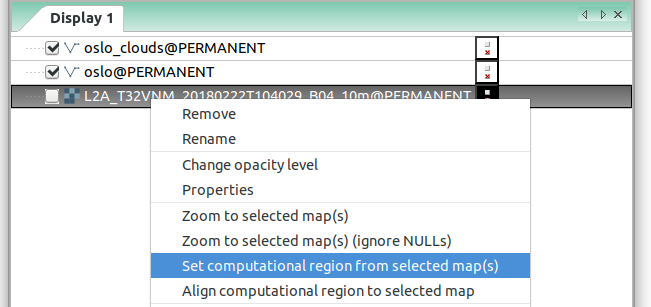 Display 1
oslo_clouds@PERMANENT
oslo@PERMANENT
L2A_T32VNM_20180222T104029_B04_10m@PERMANENT
Remove
Rename
Change opacity level
Properties
Zoom to selected map(s)
Zoom to selected map(s) (ignore NULLs)
Set computational region from selected map(s)
Align computational region to selected map